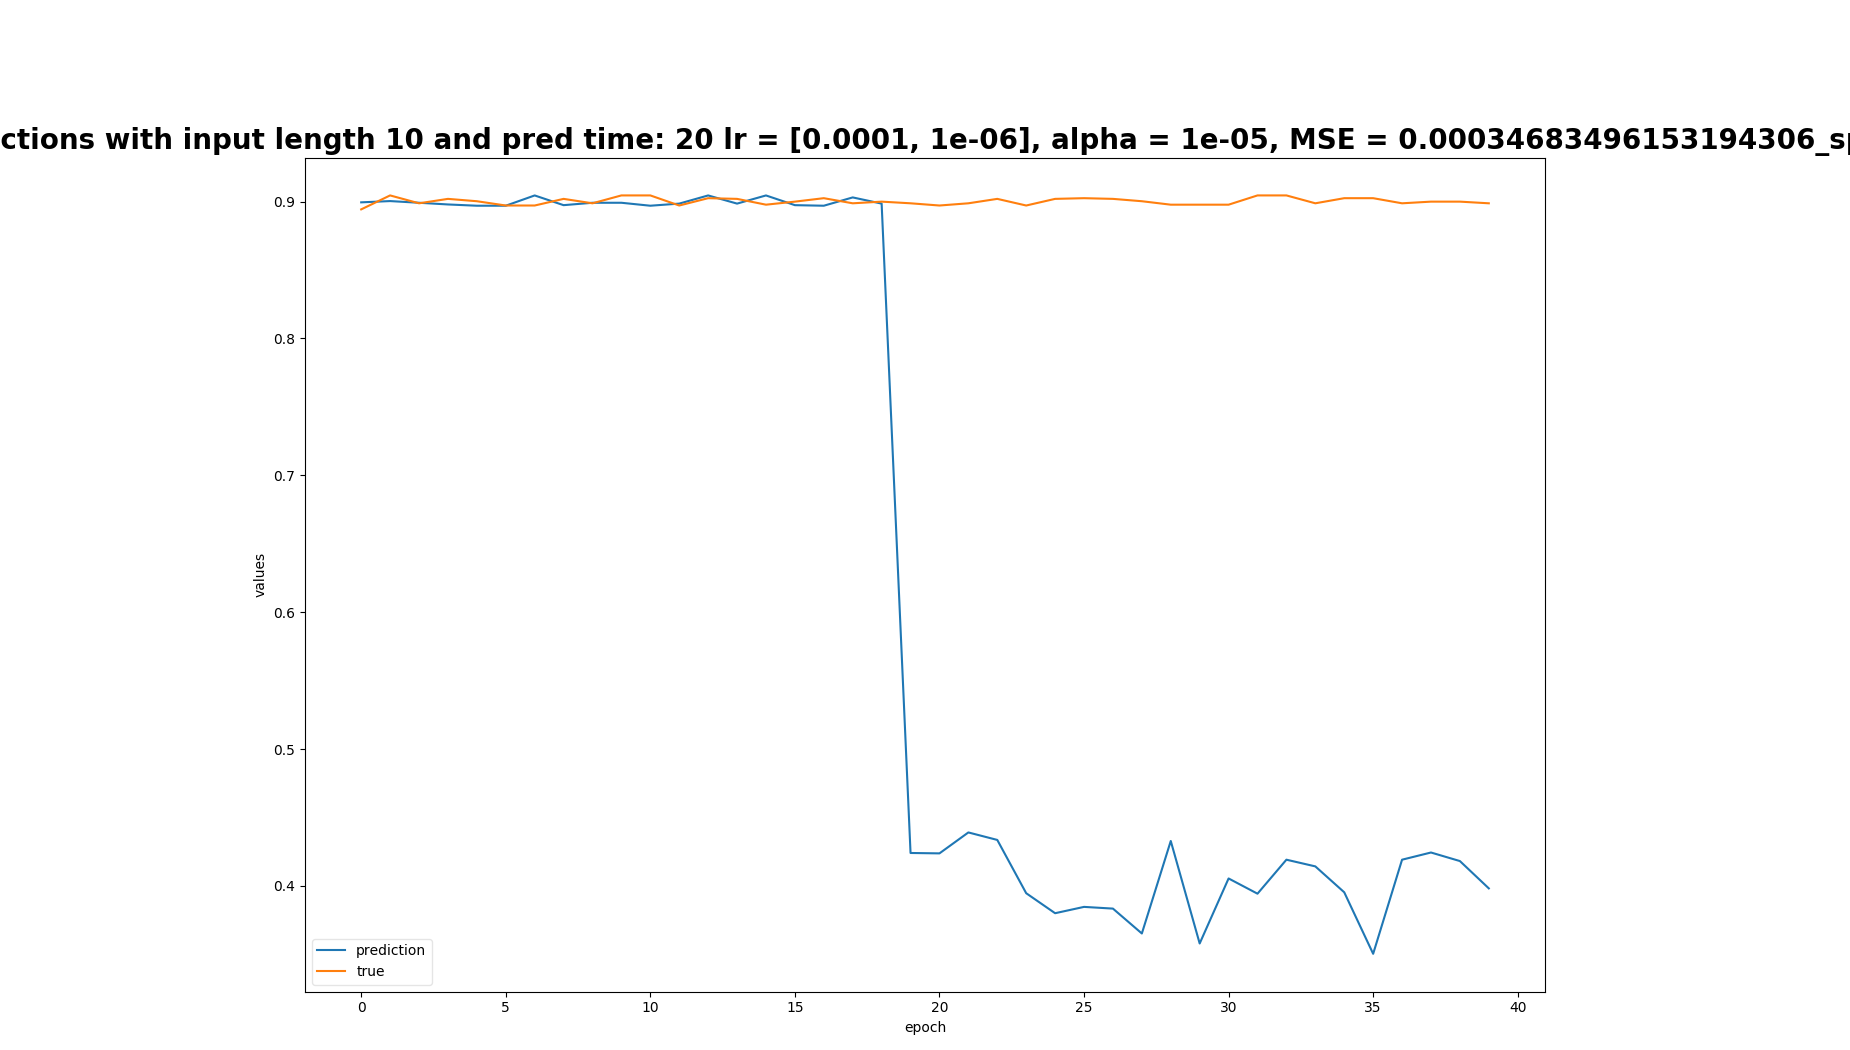 ctions with input length 10 and pred time: 20 lr = [0.0001, 1e-06], alpha = 1e-05, MSE = 0.00034683496153194306_sp
0.9
0.8
0.7
0.6
0.5
0.4
values
prediction
true
0 5 10 15 20 25 30 35 40
epoch